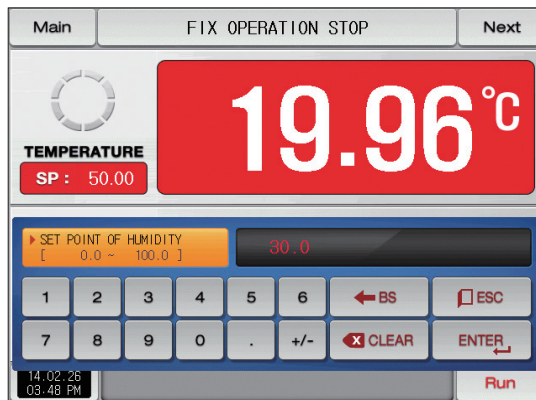 Main
FIX OPERATION STOP
Next
19.96℃
TEMPERATURE
SP : 50.00
SET POINT OF HUMIDITY
[ 0.0 ~ 100.0 ]
30.0
1 2 3 4 5 6 BS ESC
7 8 9 0 . +/- X CLEAR ENTER
14.02.26
03:48 PM
Run